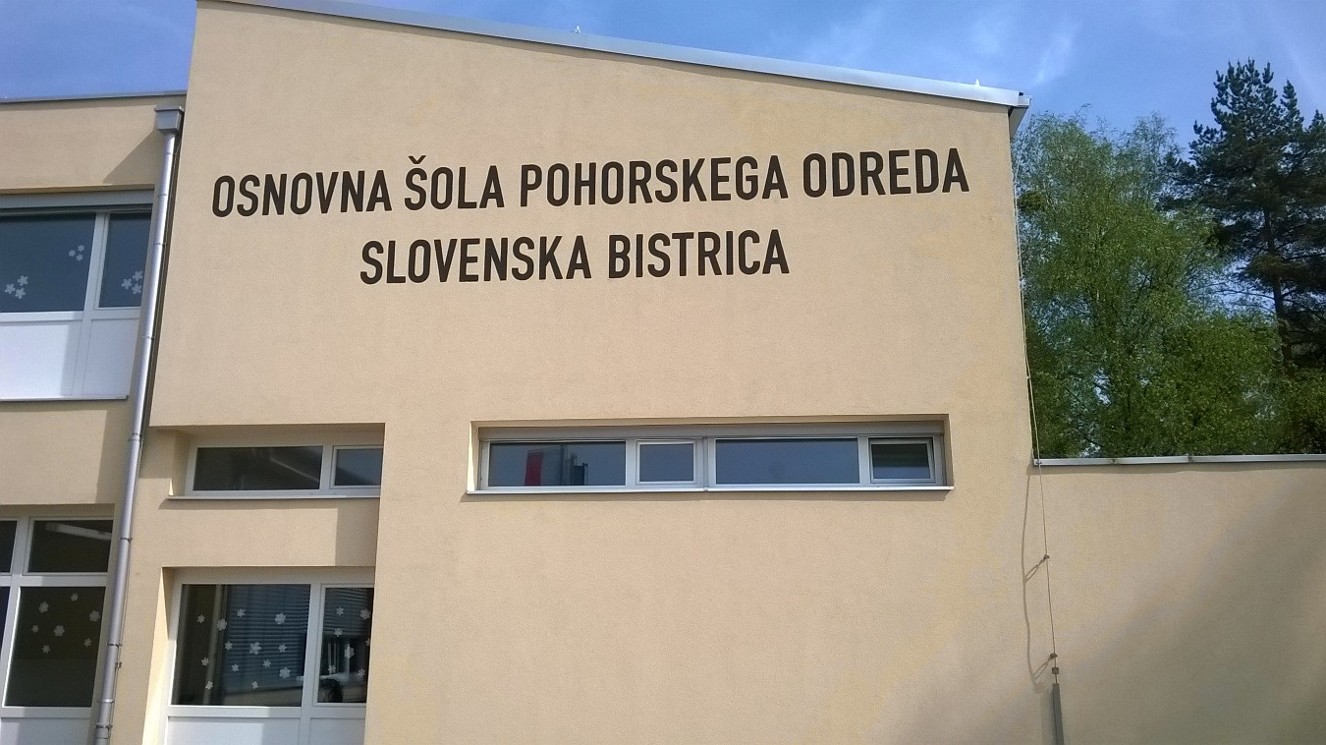 OSNOVNA ŠOLA POHORSKEGA ODREDA
SLOVENSKA BISTRICA